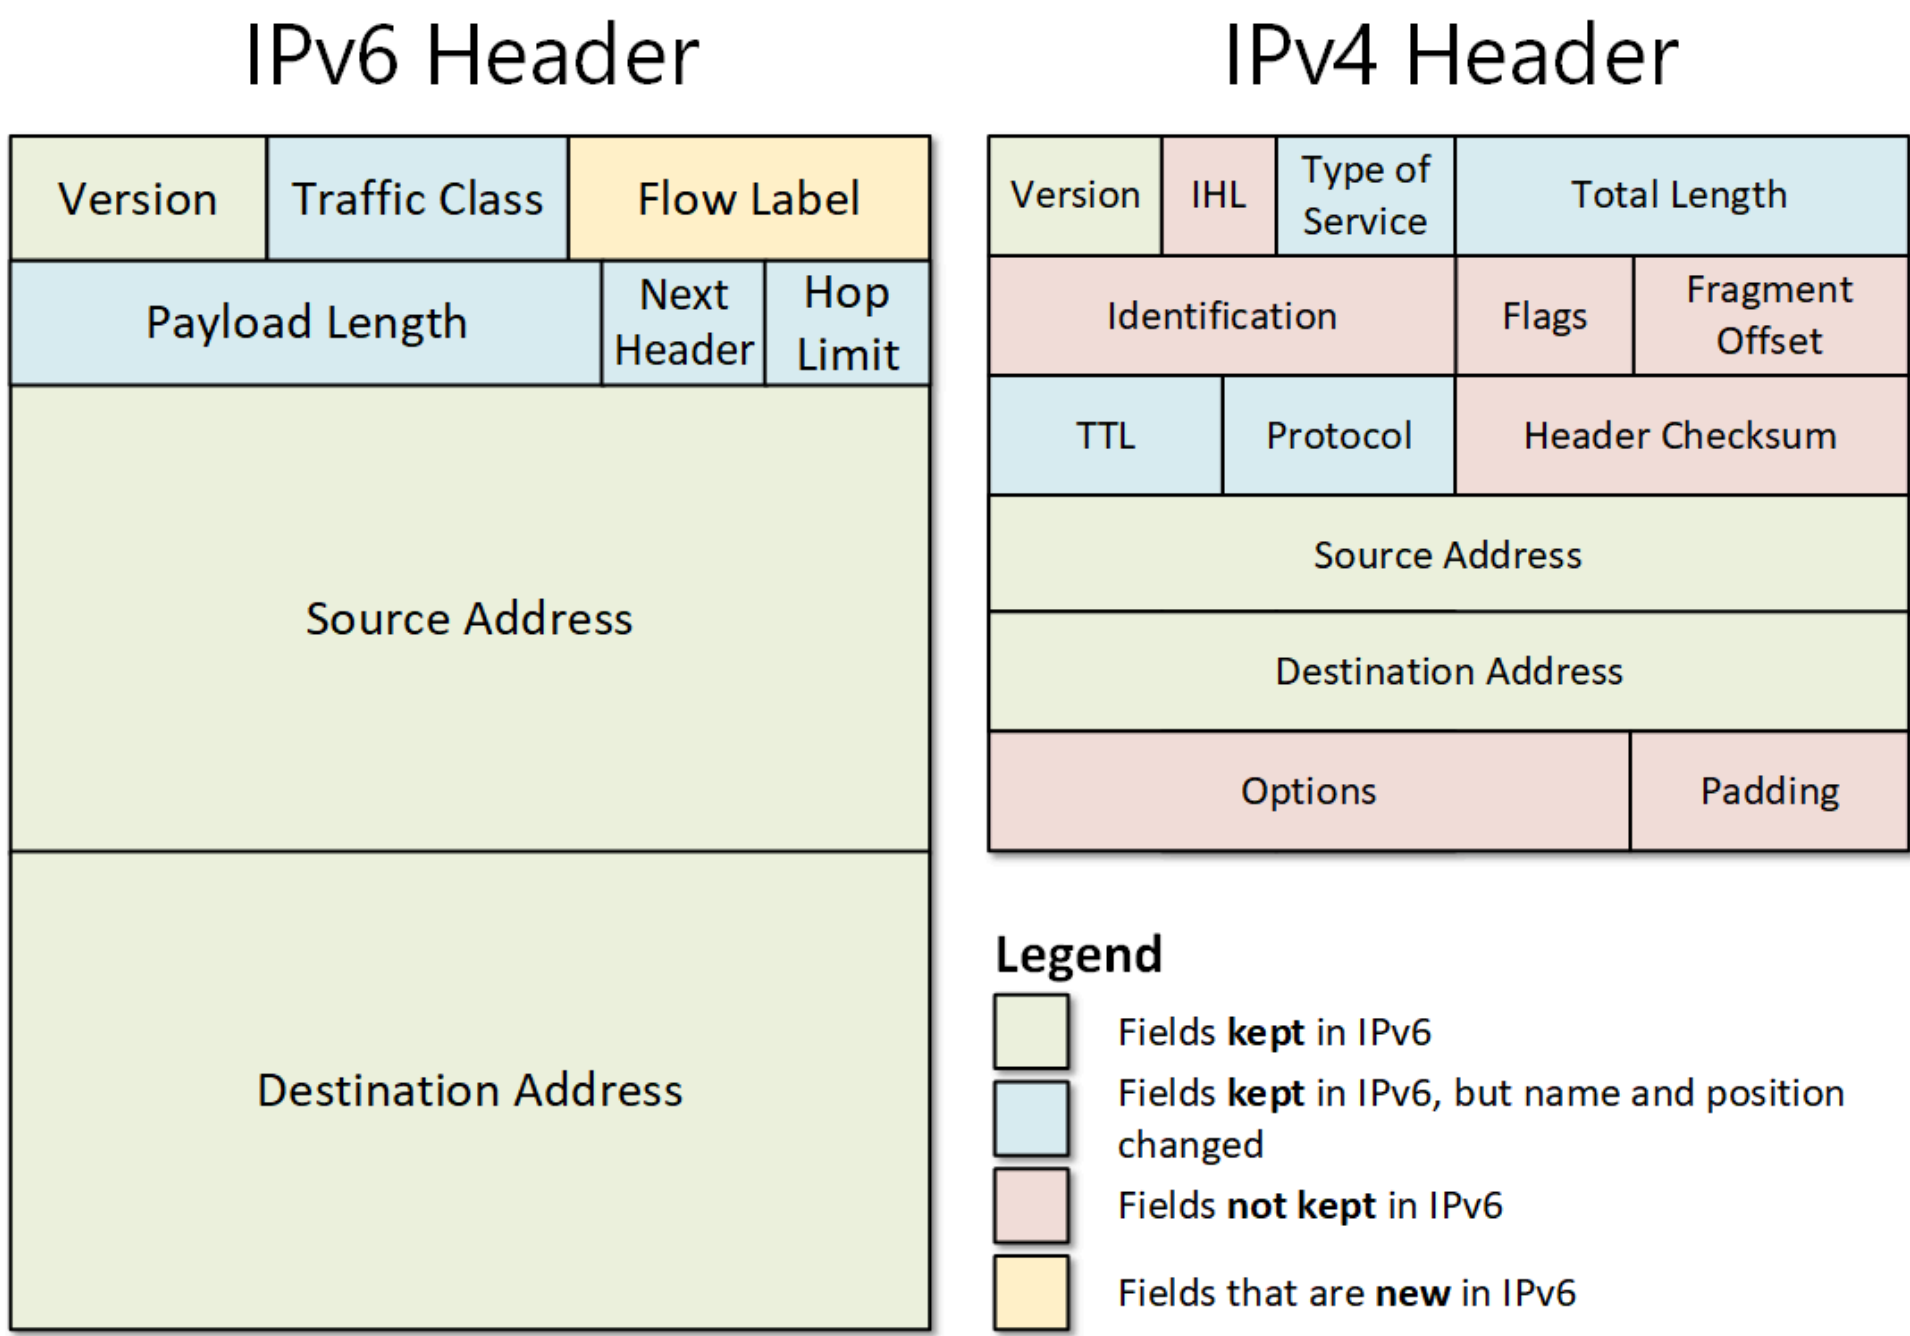 IPv6 Header
Version
Traffic Class
Flow Label
Payload Length
Next
Header
Hop
Limit
Source Address
Destination Address
IPv4 Header
Version
IHL
Type of
Service
Total Length
Identification
Flags
Fragment
Offset
TTL
Protocol
Header Checksum
Source Address
Destination Address
Options
Padding
Legend
Fields kept in IPv6
Fields kept in IPv6, but name and position
changed
Fields not kept in IPv6
Fields that are new in IPv6